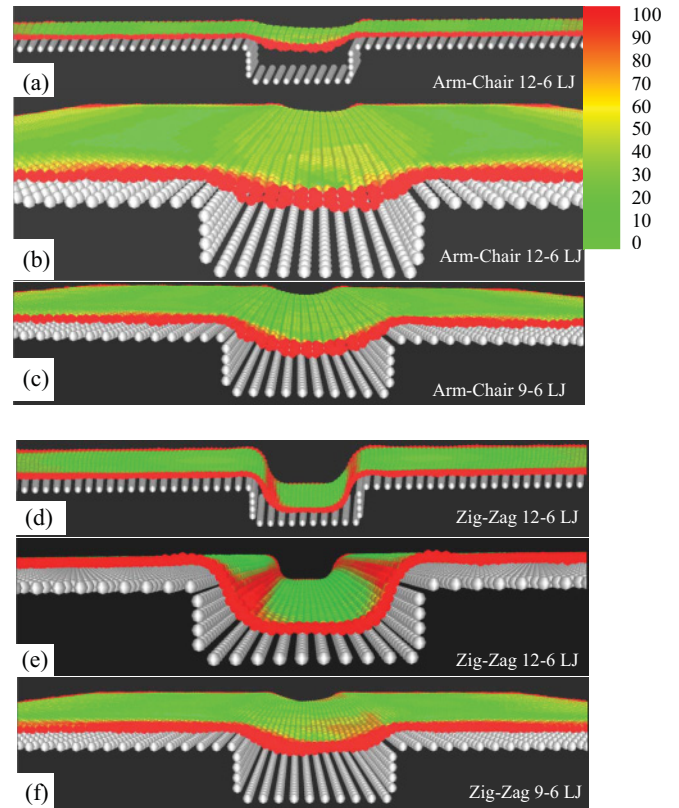 100
90
80
70
60
50
40
30
20
10
0
(a)
Arm-Chair 12-6 LJ
(b)
Arm-Chair 12-6 LJ
(c)
Arm-Chair 9-6 LJ
(d)
Zig-Zag 12-6 LJ
(e)
Zig-Zag 12-6 LJ
(f)
Zig-Zag 9-6 LJ